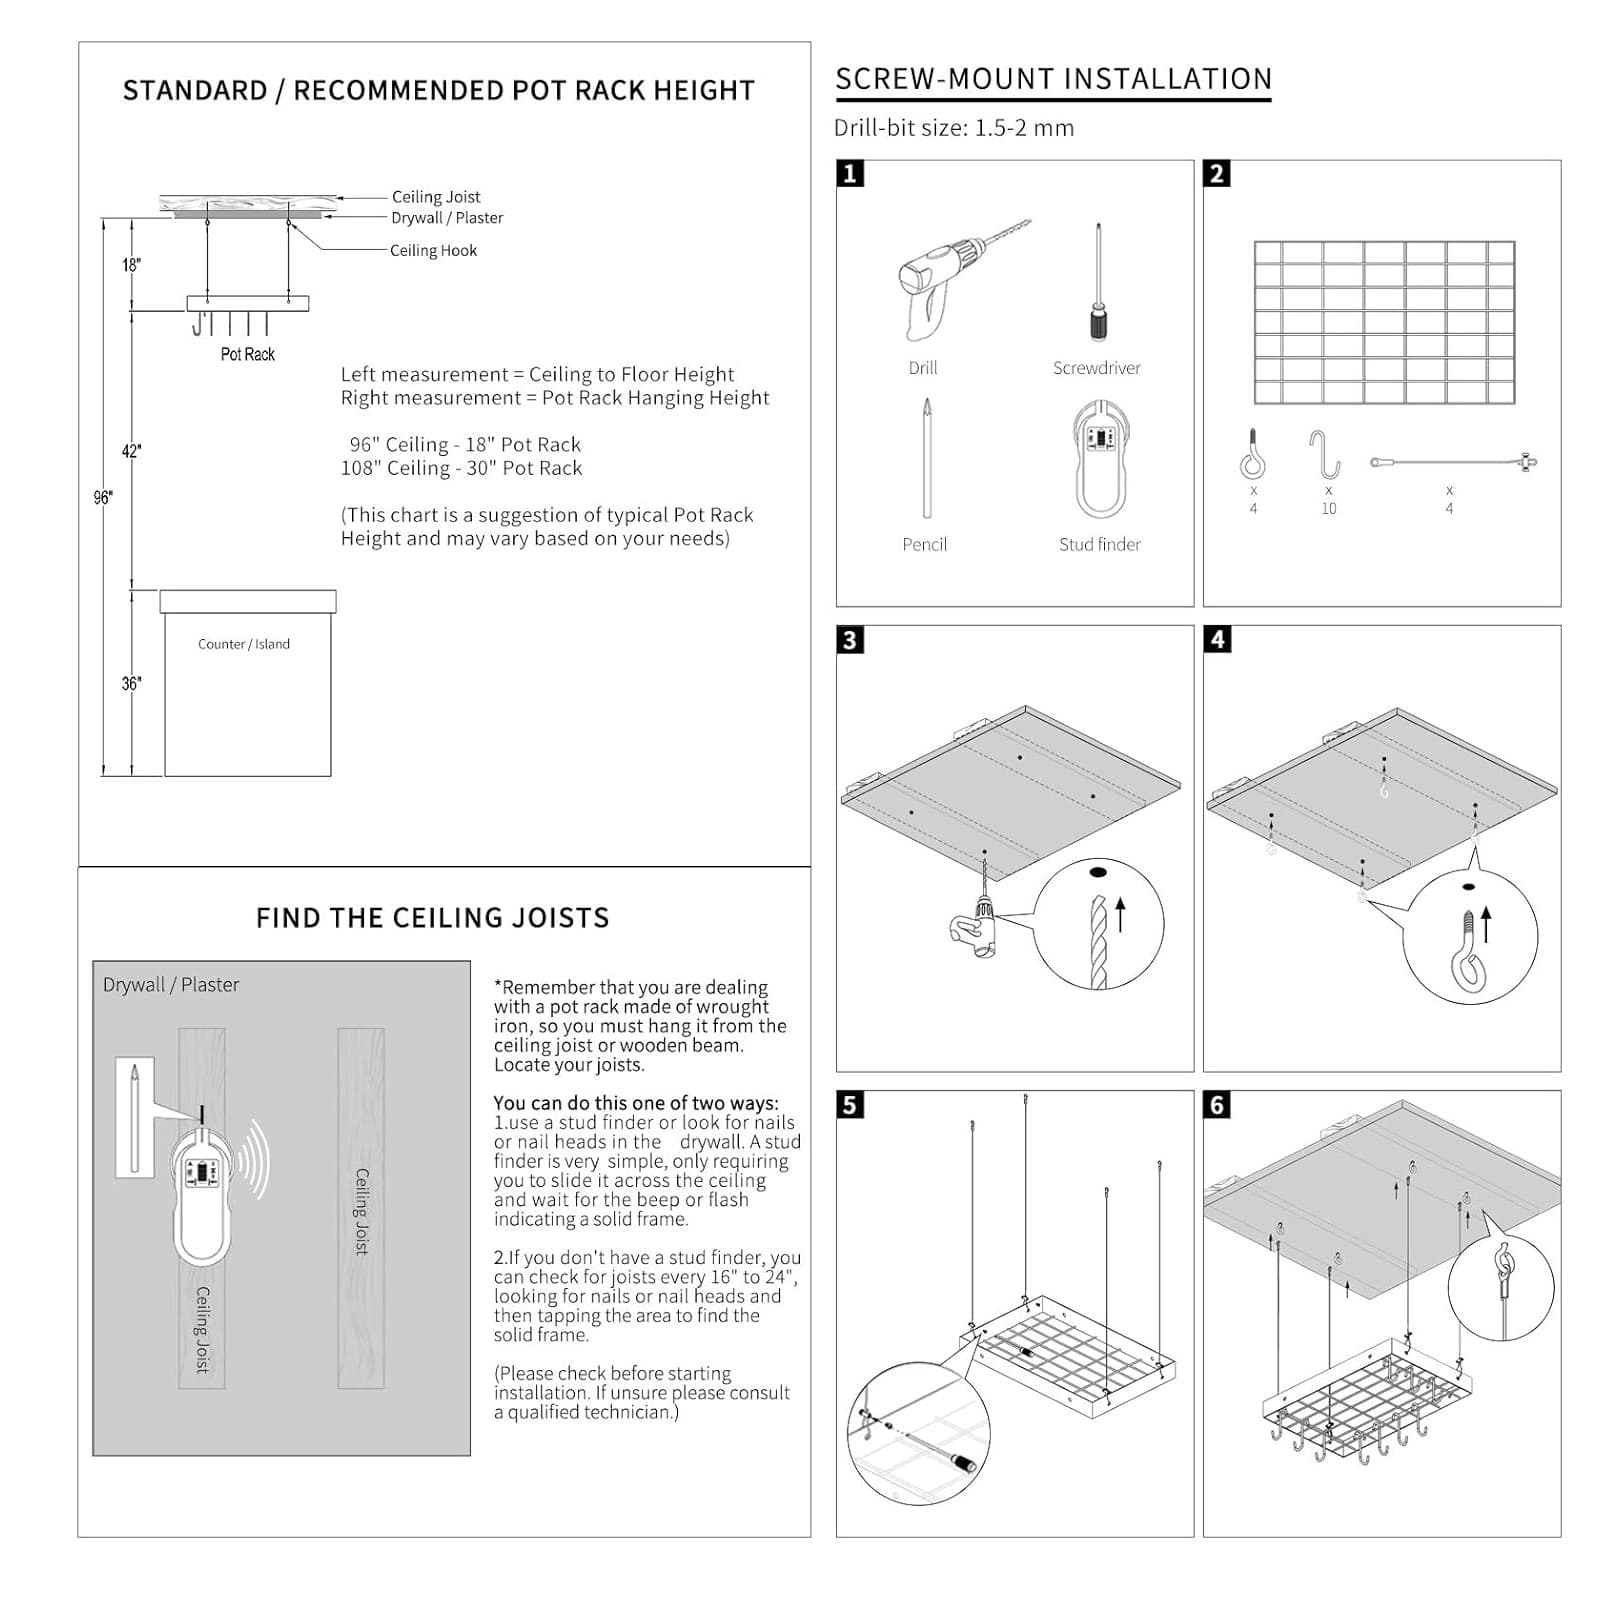 STANDARD / RECOMMENDED POT RACK HEIGHT
Ceiling Joist
Drywall / Plaster
Ceiling Hook
18"
Pot Rack
Left measurement = Ceiling to Floor Height
Right measurement = Pot Rack Hanging Height
96" Ceiling - 18" Pot Rack
108" Ceiling - 30" Pot Rack
(This chart is a suggestion of typical Pot Rack
Height and may vary based on your needs)
42"
96"
Counter / Island
36"
FIND THE CEILING JOISTS
Drywall / Plaster
Ceiling Joist
Ceiling Joist
*Remember that you are dealing
with a pot rack made of wrought
iron, so you must hang it from the
ceiling joist or wooden beam.
Locate your joists.
You can do this one of two ways:
1.use a stud finder or look for nails
or nail heads in the drywall. A stud
finder is very simple, only requiring
you to slide it across the ceiling
and wait for the beep or flash
indicating a solid frame.
2.If you don't have a stud finder, you
can check for joists every 16" to 24",
looking for nails or nail heads and
then tapping the area to find the
solid frame.
(Please check before starting
installation. If unsure please consult
a qualified technician.)
SCREW-MOUNT INSTALLATION
Drill-bit size: 1.5-2 mm
1
Drill
Screwdriver
Pencil
Stud finder
2
x
4
x
10
x
4
3
4
5
6